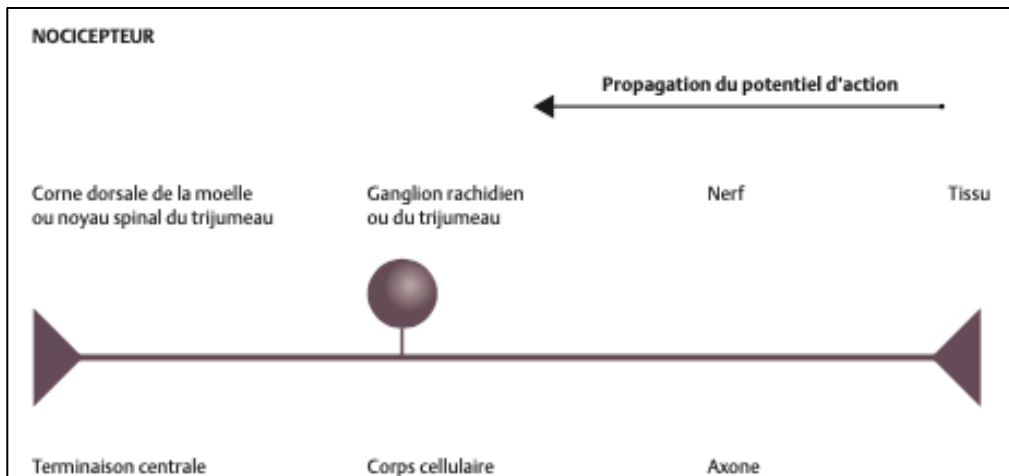 NOCICEPTEUR
Propagation du potentiel d'action
Corne dorsale de la moelle
ou noyau spinal du trijumeau
Ganglion rachidien
ou du trijumeau
Nerf
Tissu
Terminaison centrale
Corps cellulaire
Axone